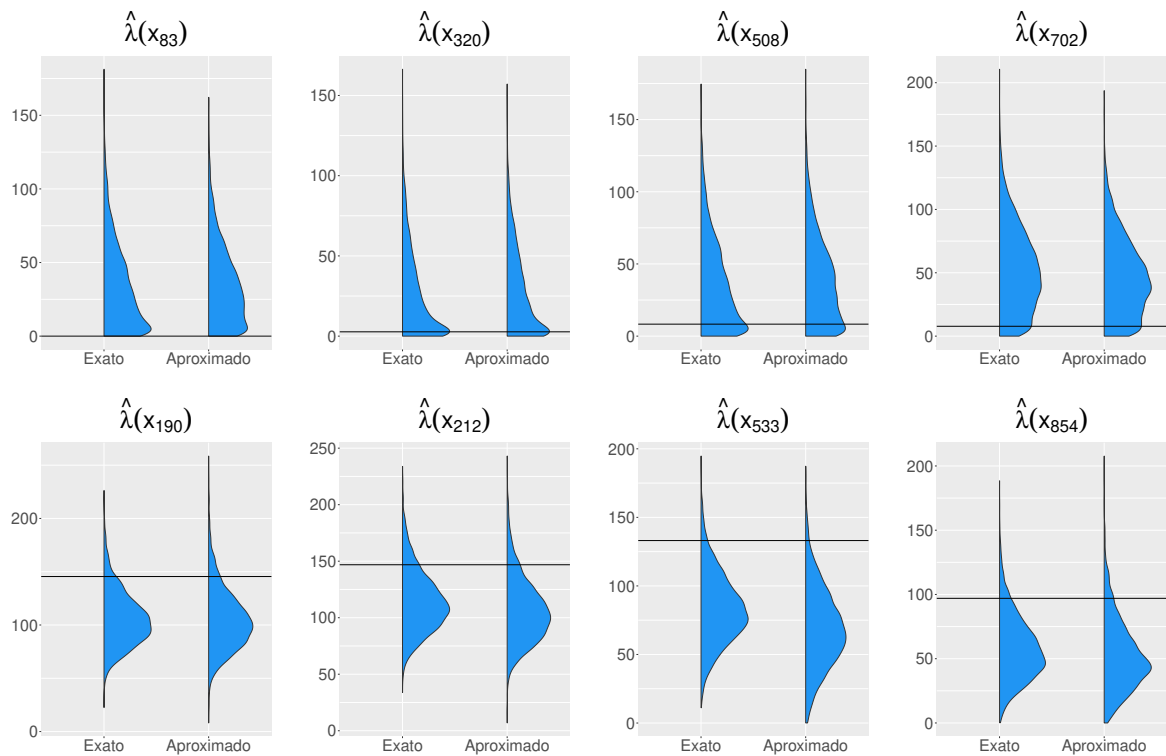 λ̂(x₈₃)
150
100
50
0
Exato Aproximado
λ̂(x₃₂₀)
150
100
50
0
Exato Aproximado
λ̂(x₅₀₈)
150
100
50
0
Exato Aproximado
λ̂(x₇₀₂)
200
150
100
50
0
Exato Aproximado
λ̂(x₁₉₀)
200
100
0
Exato Aproximado
λ̂(x₂₁₂)
250
200
150
100
50
0
Exato Aproximado
λ̂(x₅₃₃)
200
150
100
50
0
Exato Aproximado
λ̂(x₈₅₄)
200
150
100
50
0
Exato Aproximado